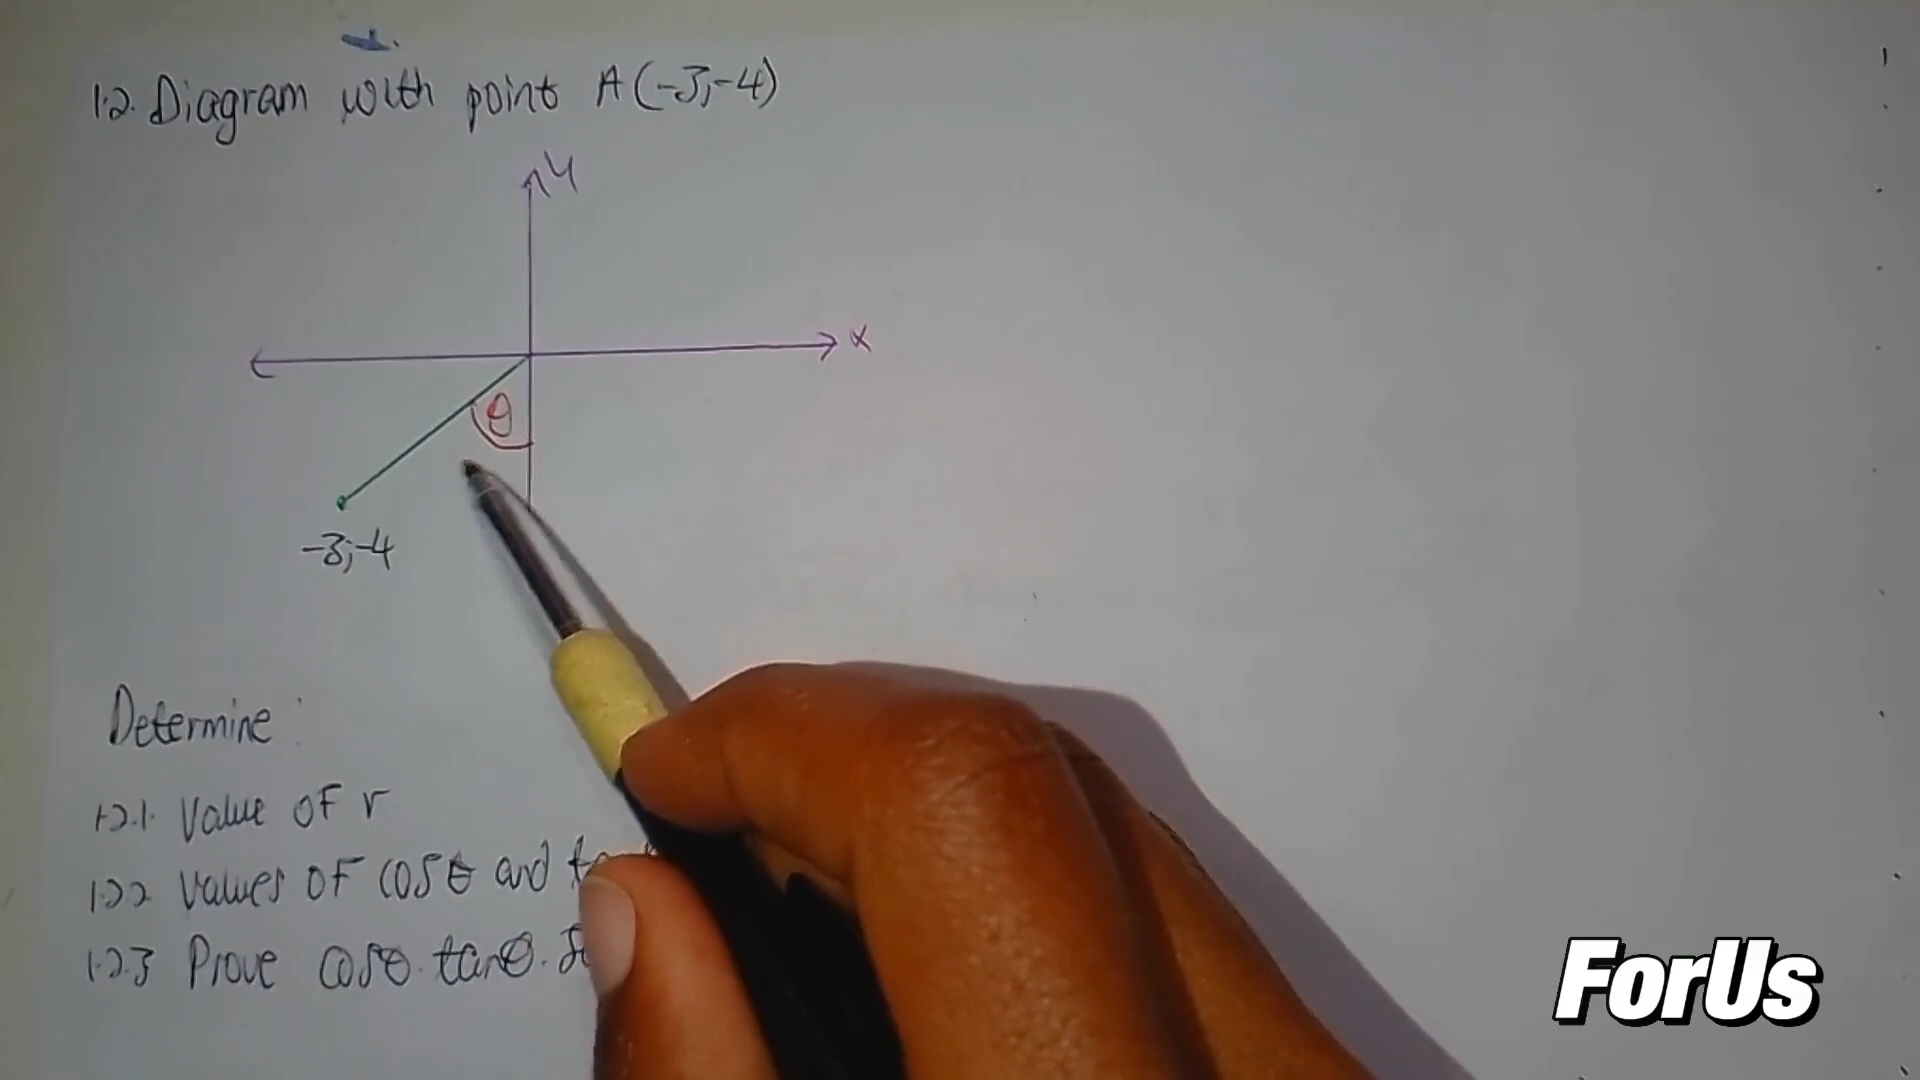 1.2. Diagram with point A(-3;-4)
y
x
θ
-3;-4
Determine:
1.2.1. Value of r
1.2.2 Values of cosθ and
1.2.3 Prove cosθ. tanθ.
ForUs